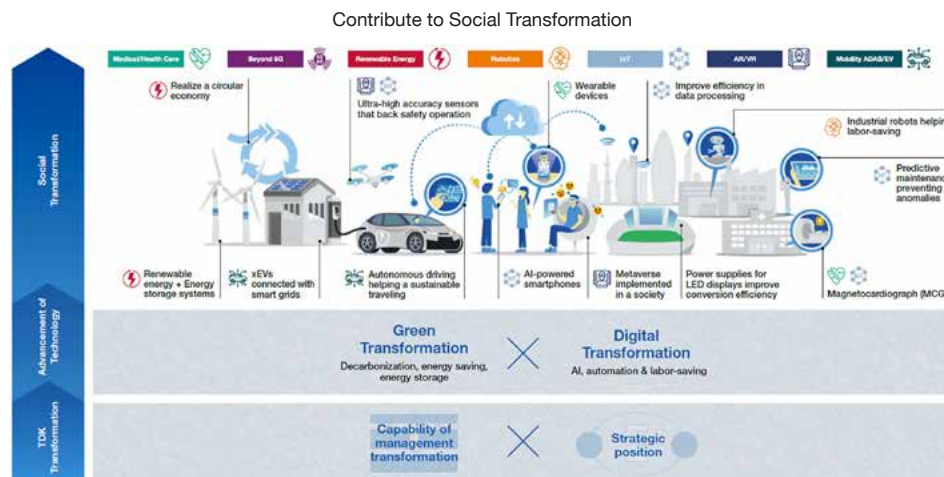 Contribute to Social Transformation
Medical/Health Care
Beyond 5G
Renewable Energy
Robotics
IoT
AR/VR
Mobility ADAS/EV
Social
Transformation
Realize a circular
economy
Ultra-high accuracy sensors
that back safety operation
Wearable
devices
Improve efficiency in
data processing
Industrial robots helpin
labor-saving
Predictive
maintenanc
preventing
anomalies
Renewable
energy + Energy
storage systems
xEVs
connected with
smart grids
Autonomous driving
helping a sustainable
traveling
AI-powered
smartphones
Metaverse
implemented
in a society
Power supplies for
LED displays improve
conversion efficiency
Magnetocardiograph (MCG
Advancement of
Technology
Green
Transformation
Decarbonization, energy saving,
energy storage
Digital
Transformation
AI, automation & labor-saving
TDK
Transformation
Capability of
management
transformation
Strategic
position